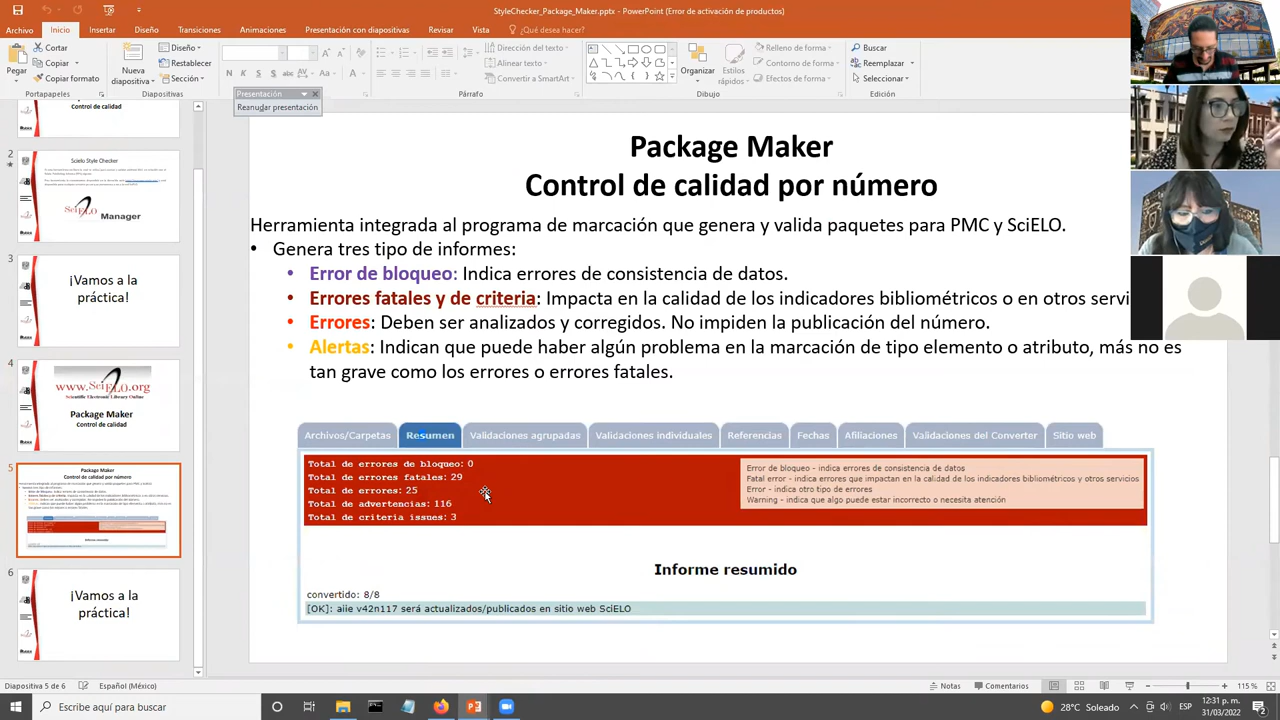 StyleChecker_Package_Maker.pptx - PowerPoint (Error de activación de productos)
Archivo Inicio Insertar Diseño Transiciones Animaciones Presentación con diapositivas Revisar Vista ¿Qué desea hacer?
Cortar
Copiar
Copiar formato
Pegar
Portapapeles
Nueva
diapositiva
Diseño
Restablecer
Sección
Diapositivas
Presentación
Reanudar presentación
Párrafo
Dirección del texto
Alinear texto
Convertir a SmartArt
Organizar
Estilos
rápidos
Relleno de forma
Contorno de forma
Efectos de forma
Dibujo
Buscar
Reemplazar
Seleccionar
Edición
Control de calidad
2
Scielo Style Checker
SciELO Manager
3
¡Vamos a la
práctica!
4
www.SciELO.org
Scientific Electronic Library Online
Package Maker
Control de calidad
5
Package Maker
Control de calidad por número
6
¡Vamos a la
práctica!
Package Maker
Control de calidad por número
Herramienta integrada al programa de marcación que genera y valida paquetes para PMC y SciELO.
• Genera tres tipo de informes:
• Error de bloqueo: Indica errores de consistencia de datos.
• Errores fatales y de criteria: Impacta en la calidad de los indicadores bibliométricos o en otros servi
• Errores: Deben ser analizados y corregidos. No impiden la publicación del número.
• Alertas: Indican que puede haber algún problema en la marcación de tipo elemento o atributo, más no es
tan grave como los errores o errores fatales.
Archivos/Carpetas Resumen Validaciones agrupadas Validaciones individuales Referencias Fechas Afiliaciones Validaciones del Converter Sitio web
Total de errores de bloqueo: 0
Total de errores fatales: 29
Total de errores: 25
Total de advertencias: 116
Total de criteria issues: 3
Error de bloqueo - indica errores de consistencia de datos
Fatal error - indica errores que impactan en la calidad de los indicadores bibliométricos y otros servicios
Error - indica otro tipo de errores
Warning - indica que algo puede estar incorrecto o necesita atención
Informe resumido
convertido: 8/8
[OK]: aiie v42n117 será actualizados/publicados en sitio web SciELO
Diapositiva 5 de 6 Español (México) Notas Comentarios 115 %
Escribe aquí para buscar
28°C Soleado ESP 12:31 p. m.
31/03/2022
2